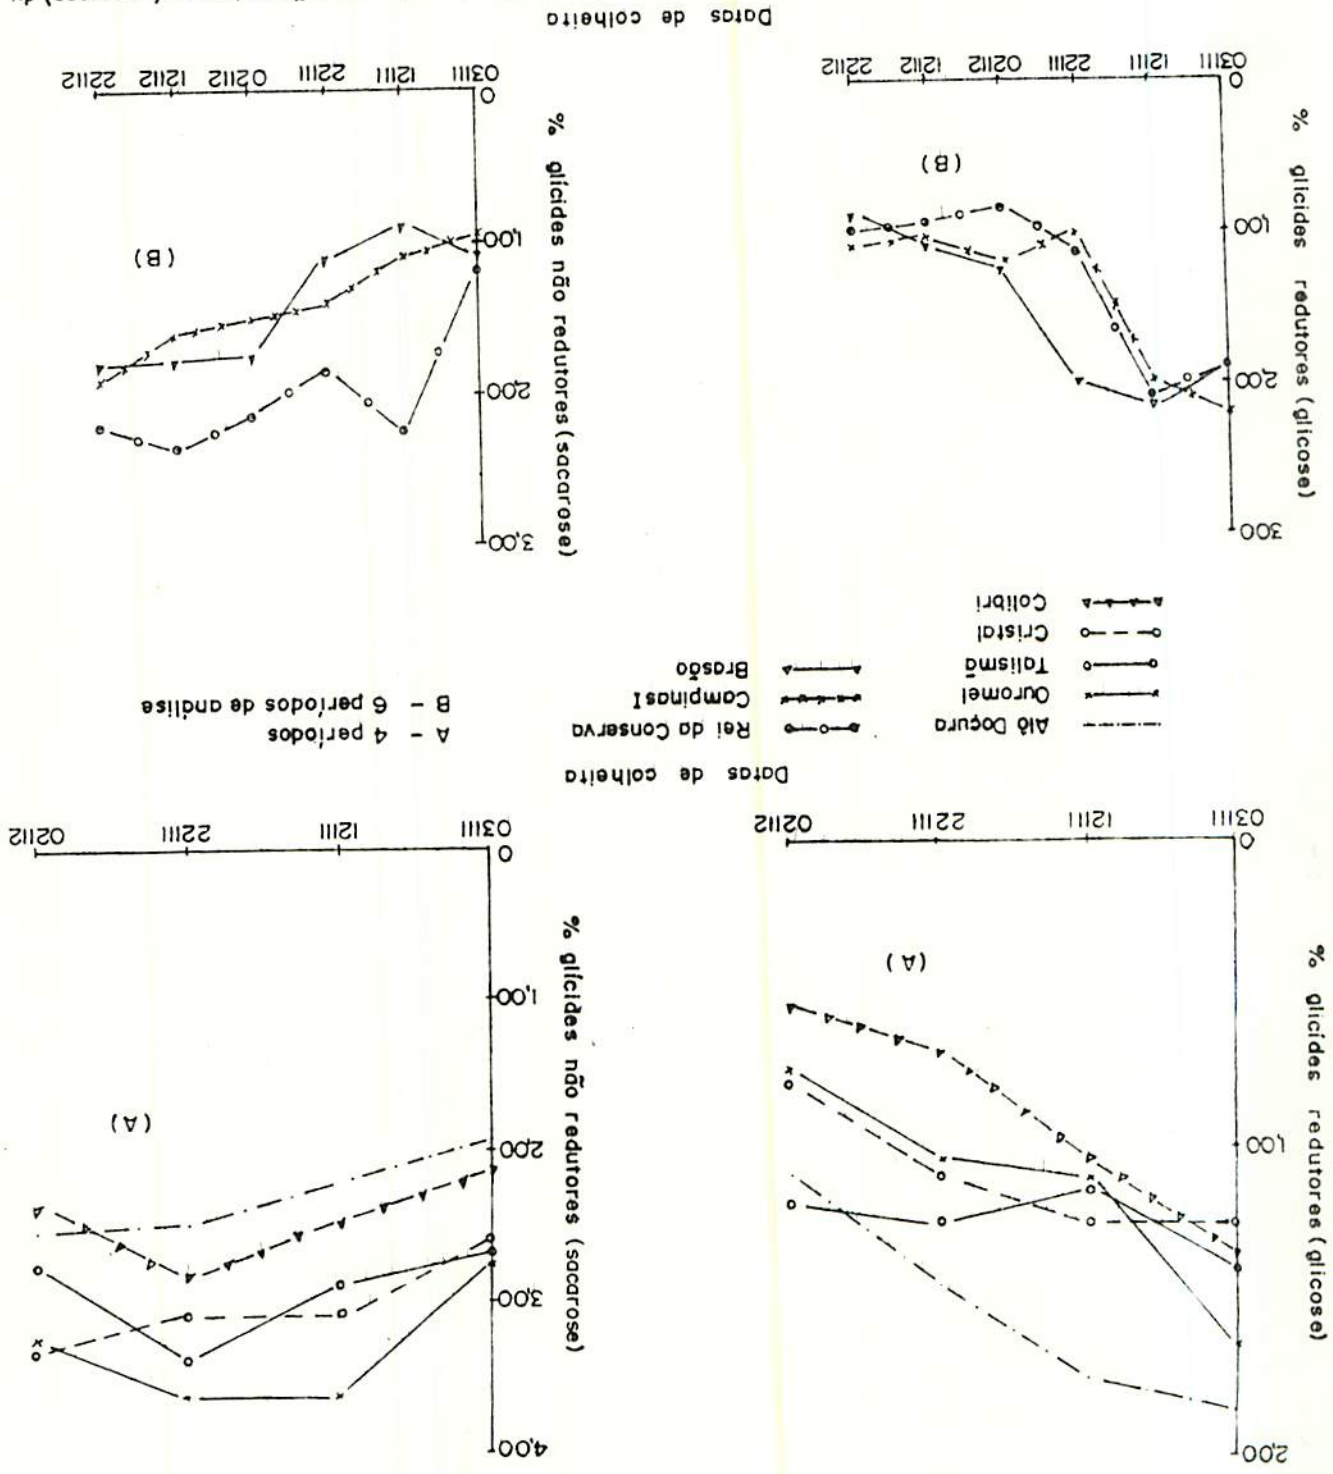 % glícides redutores (glicose)
2,00
1,00
0
(A)
03/11 12/11 22/11 02/12
% glícides não redutores (sacarose)
4,00
3,00
2,00
1,00
0
(A)
03/11 12/11 22/11 02/12
Datas de colheita
Alô Doçura
Ouromel
Talismã
Cristal
Colibri
Rei da Conserva
Campinas I
Brasão
A - 4 períodos
B - 6 períodos de análise
% glícides redutores (glicose)
3,00
2,00
1,00
0
(B)
03/11 12/11 22/11 02/12 12/12 22/12
% glícides não redutores (sacarose)
3,00
2,00
1,00
0
(B)
03/11 12/11 22/11 02/12 12/12 22/12
Datas de colheita